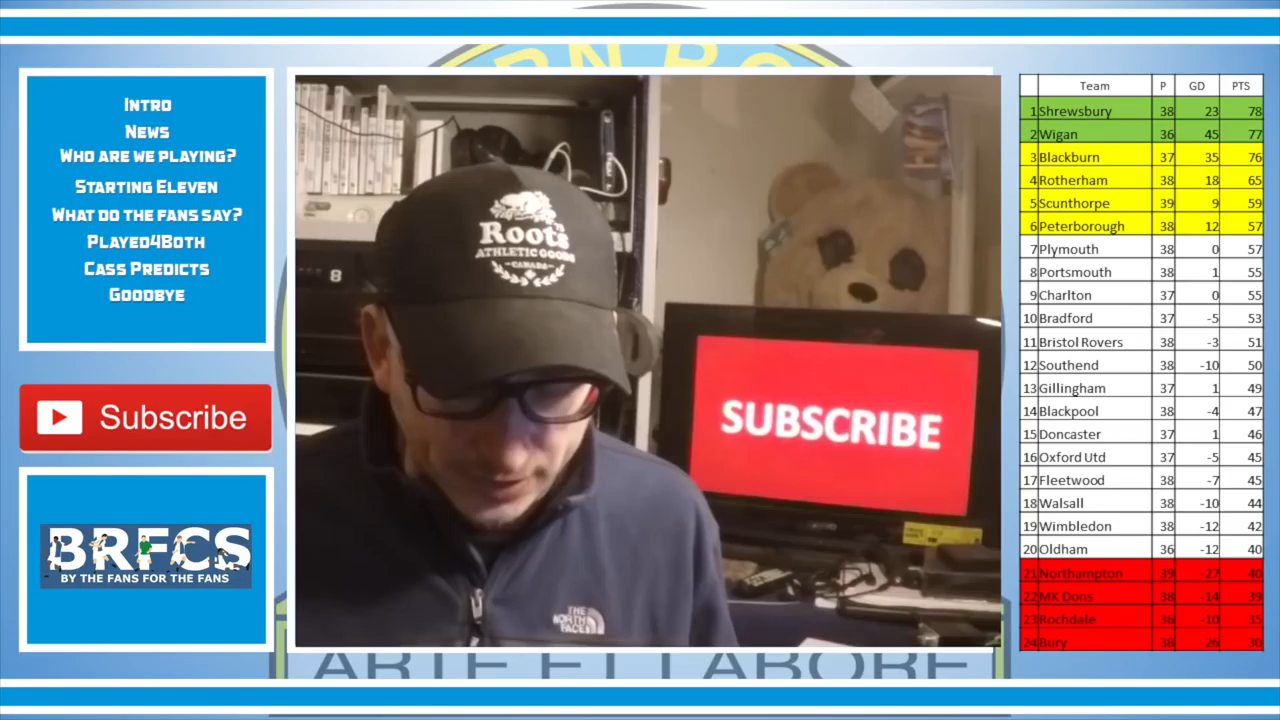 RN RO
INTRO
NEWS
WHO ARE WE PLAYING?
STARTING ELEVEN
WHAT DO THE FANS SAY?
PLAYED4BOTH
CASS PREDICTS
GOODBYE
Subscribe
BRFCS
BY THE FANS FOR THE FANS
8
Roots
ATHLETIC GOODS
CANADA
SUBSCRIBE
THE
NORTH
FACE
ARTE ET LABORE
Team P GD PTS
1 Shrewsbury 38 23 78
2 Wigan 36 45 77
3 Blackburn 37 35 76
4 Rotherham 38 18 65
5 Scunthorpe 39 9 59
6 Peterborough 38 12 57
7 Plymouth 38 0 57
8 Portsmouth 38 1 55
9 Charlton 37 0 55
10 Bradford 37 -5 53
11 Bristol Rovers 38 -3 51
12 Southend 38 -10 50
13 Gillingham 37 1 49
14 Blackpool 38 -4 47
15 Doncaster 37 1 46
16 Oxford Utd 37 -5 45
17 Fleetwood 38 -7 45
18 Walsall 38 -10 44
19 Wimbledon 38 -12 42
20 Oldham 36 -12 40
21 Northampton 39 -27 40
22 MK Dons 38 -14 39
23 Rochdale 36 -10 35
24 Bury 38 -26 30